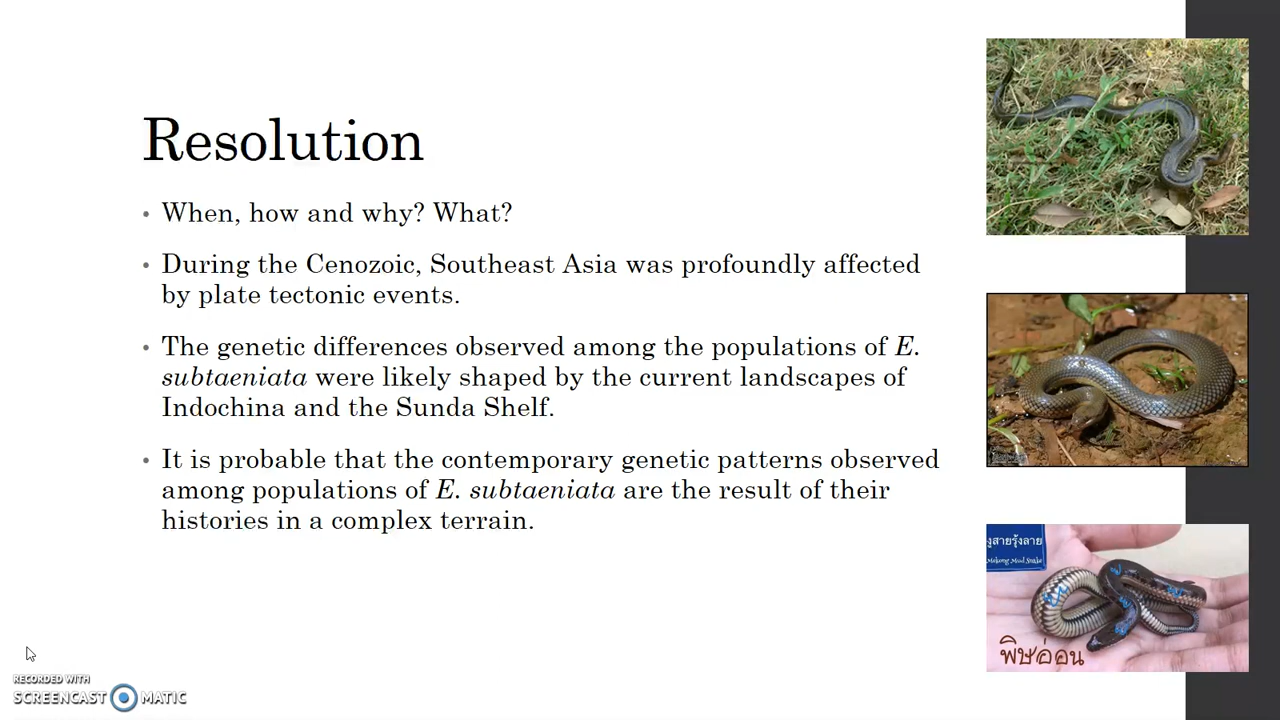 Resolution
When, how and why? What?
During the Cenozoic, Southeast Asia was profoundly affected
by plate tectonic events.
The genetic differences observed among the populations of E.
subtaeniata were likely shaped by the current landscapes of
Indochina and the Sunda Shelf.
It is probable that the contemporary genetic patterns observed
among populations of E. subtaeniata are the result of their
histories in a complex terrain.
งูสายรุ้งลาย
Mekong Mud Snake
พิษอ่อน
RECORDED WITH
SCREENCAST MATIC